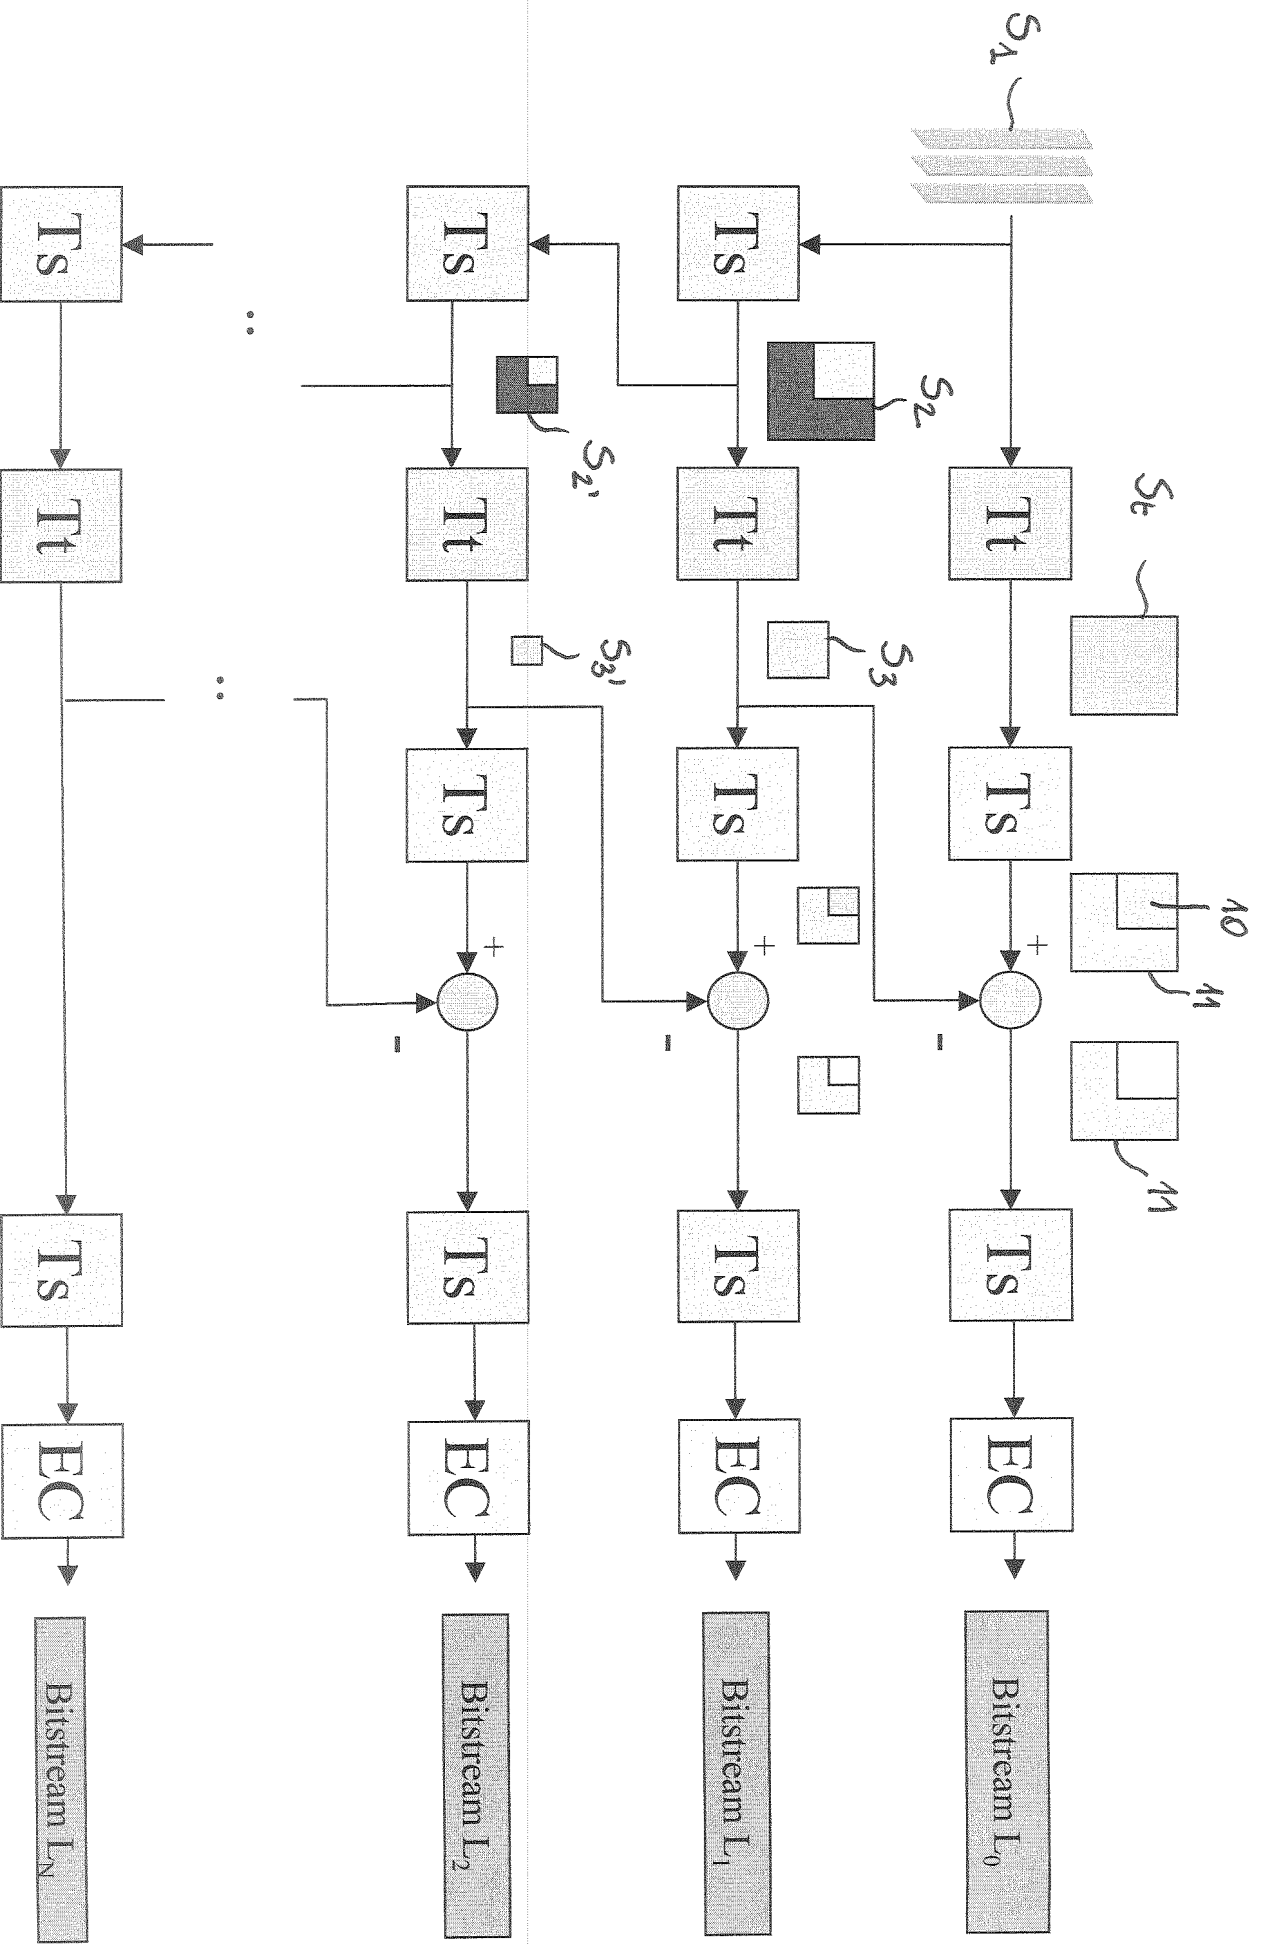 S1
St
10
11
11
Tt
Ts
+
-
Ts
EC
Bitstream L0
S2
S3
Ts
Tt
Ts
+
-
Ts
EC
Bitstream L1
S2'
S3'
Ts
Tt
Ts
+
-
Ts
EC
Bitstream L2
..
..
Ts
Tt
Ts
EC
Bitstream LN